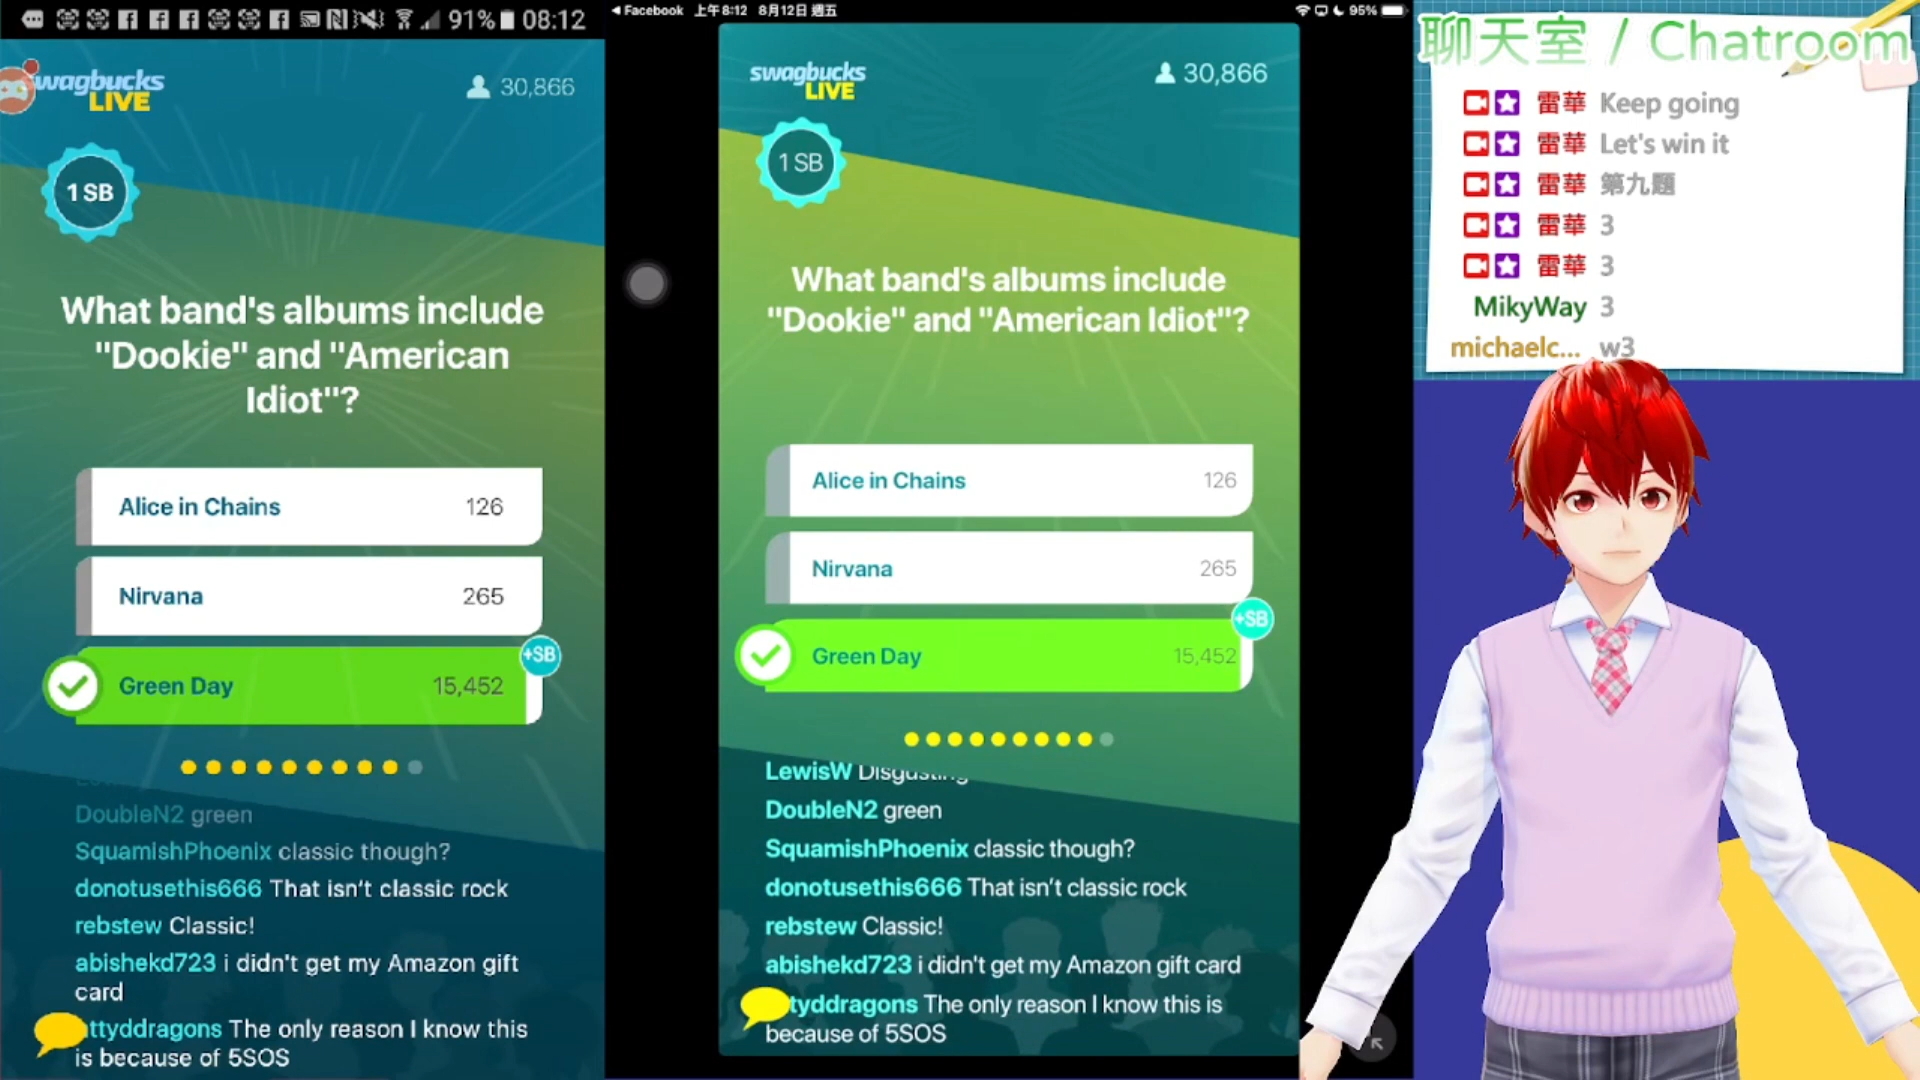 91% 08:12
swagbucks
LIVE
30,866
1 SB
What band's albums include
"Dookie" and "American
Idiot"?
Alice in Chains 126
Nirvana 265
+SB
Green Day 15,452
DoubleN2 green
SquamishPhoenix classic though?
donotusethis666 That isn't classic rock
rebstew Classic!
abishekd723 i didn't get my Amazon gift
card
ttyddragons The only reason I know this
is because of 5SOS
Facebook 上午8:12 8月12日 週五
95%
swagbucks
LIVE
30,866
1 SB
What band's albums include
"Dookie" and "American Idiot"?
Alice in Chains 126
Nirvana 265
+SB
Green Day 15,452
LewisW Disgusting
DoubleN2 green
SquamishPhoenix classic though?
donotusethis666 That isn't classic rock
rebstew Classic!
abishekd723 i didn't get my Amazon gift card
tyddragons The only reason I know this is
because of 5SOS
聊天室 / Chatroom
雷華 Keep going
雷華 Let's win it
雷華 第九題
雷華 3
雷華 3
MikyWay 3
michaelc... w3